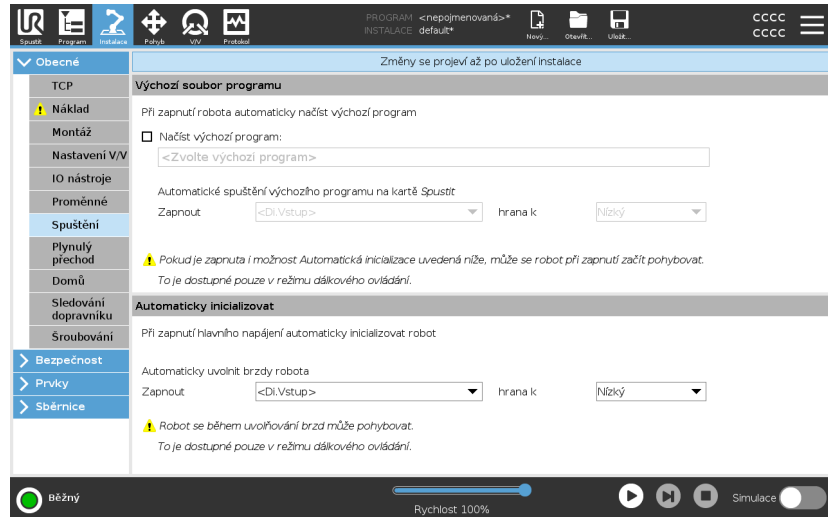 UR
Spustit
Program
Instalace
Pohyb
V/V
Protokol
PROGRAM <nepojmenovaná>*
INSTALACE default*
Nový...
Otevřít...
Uložit...
CCCC
CCCC
Obecné
TCP
Náklad
Montáž
Nastavení V/V
IO nástroje
Proměnné
Spuštění
Plynulý
přechod
Domů
Sledování
dopravníku
Šroubování
Bezpečnost
Prvky
Sběrnice
Změny se projeví až po uložení instalace
Výchozí soubor programu
Při zapnutí robota automaticky načíst výchozí program
Načíst výchozí program:
<Zvolte výchozí program>
Automatické spuštění výchozího programu na kartě Spustit
Zapnout <Di.Vstup> hrana k Nízký
Pokud je zapnuta i možnost Automatická inicializace uvedená níže, může se robot při zapnutí začít pohybovat.
To je dostupné pouze v režimu dálkového ovládání.
Automaticky inicializovat
Při zapnutí hlavního napájení automaticky inicializovat robot
Automaticky uvolnit brzdy robota
Zapnout <Di.Vstup> hrana k Nízký
Robot se během uvolňování brzd může pohybovat.
To je dostupné pouze v režimu dálkového ovládání.
Běžný
Rychlost 100%
Simulace